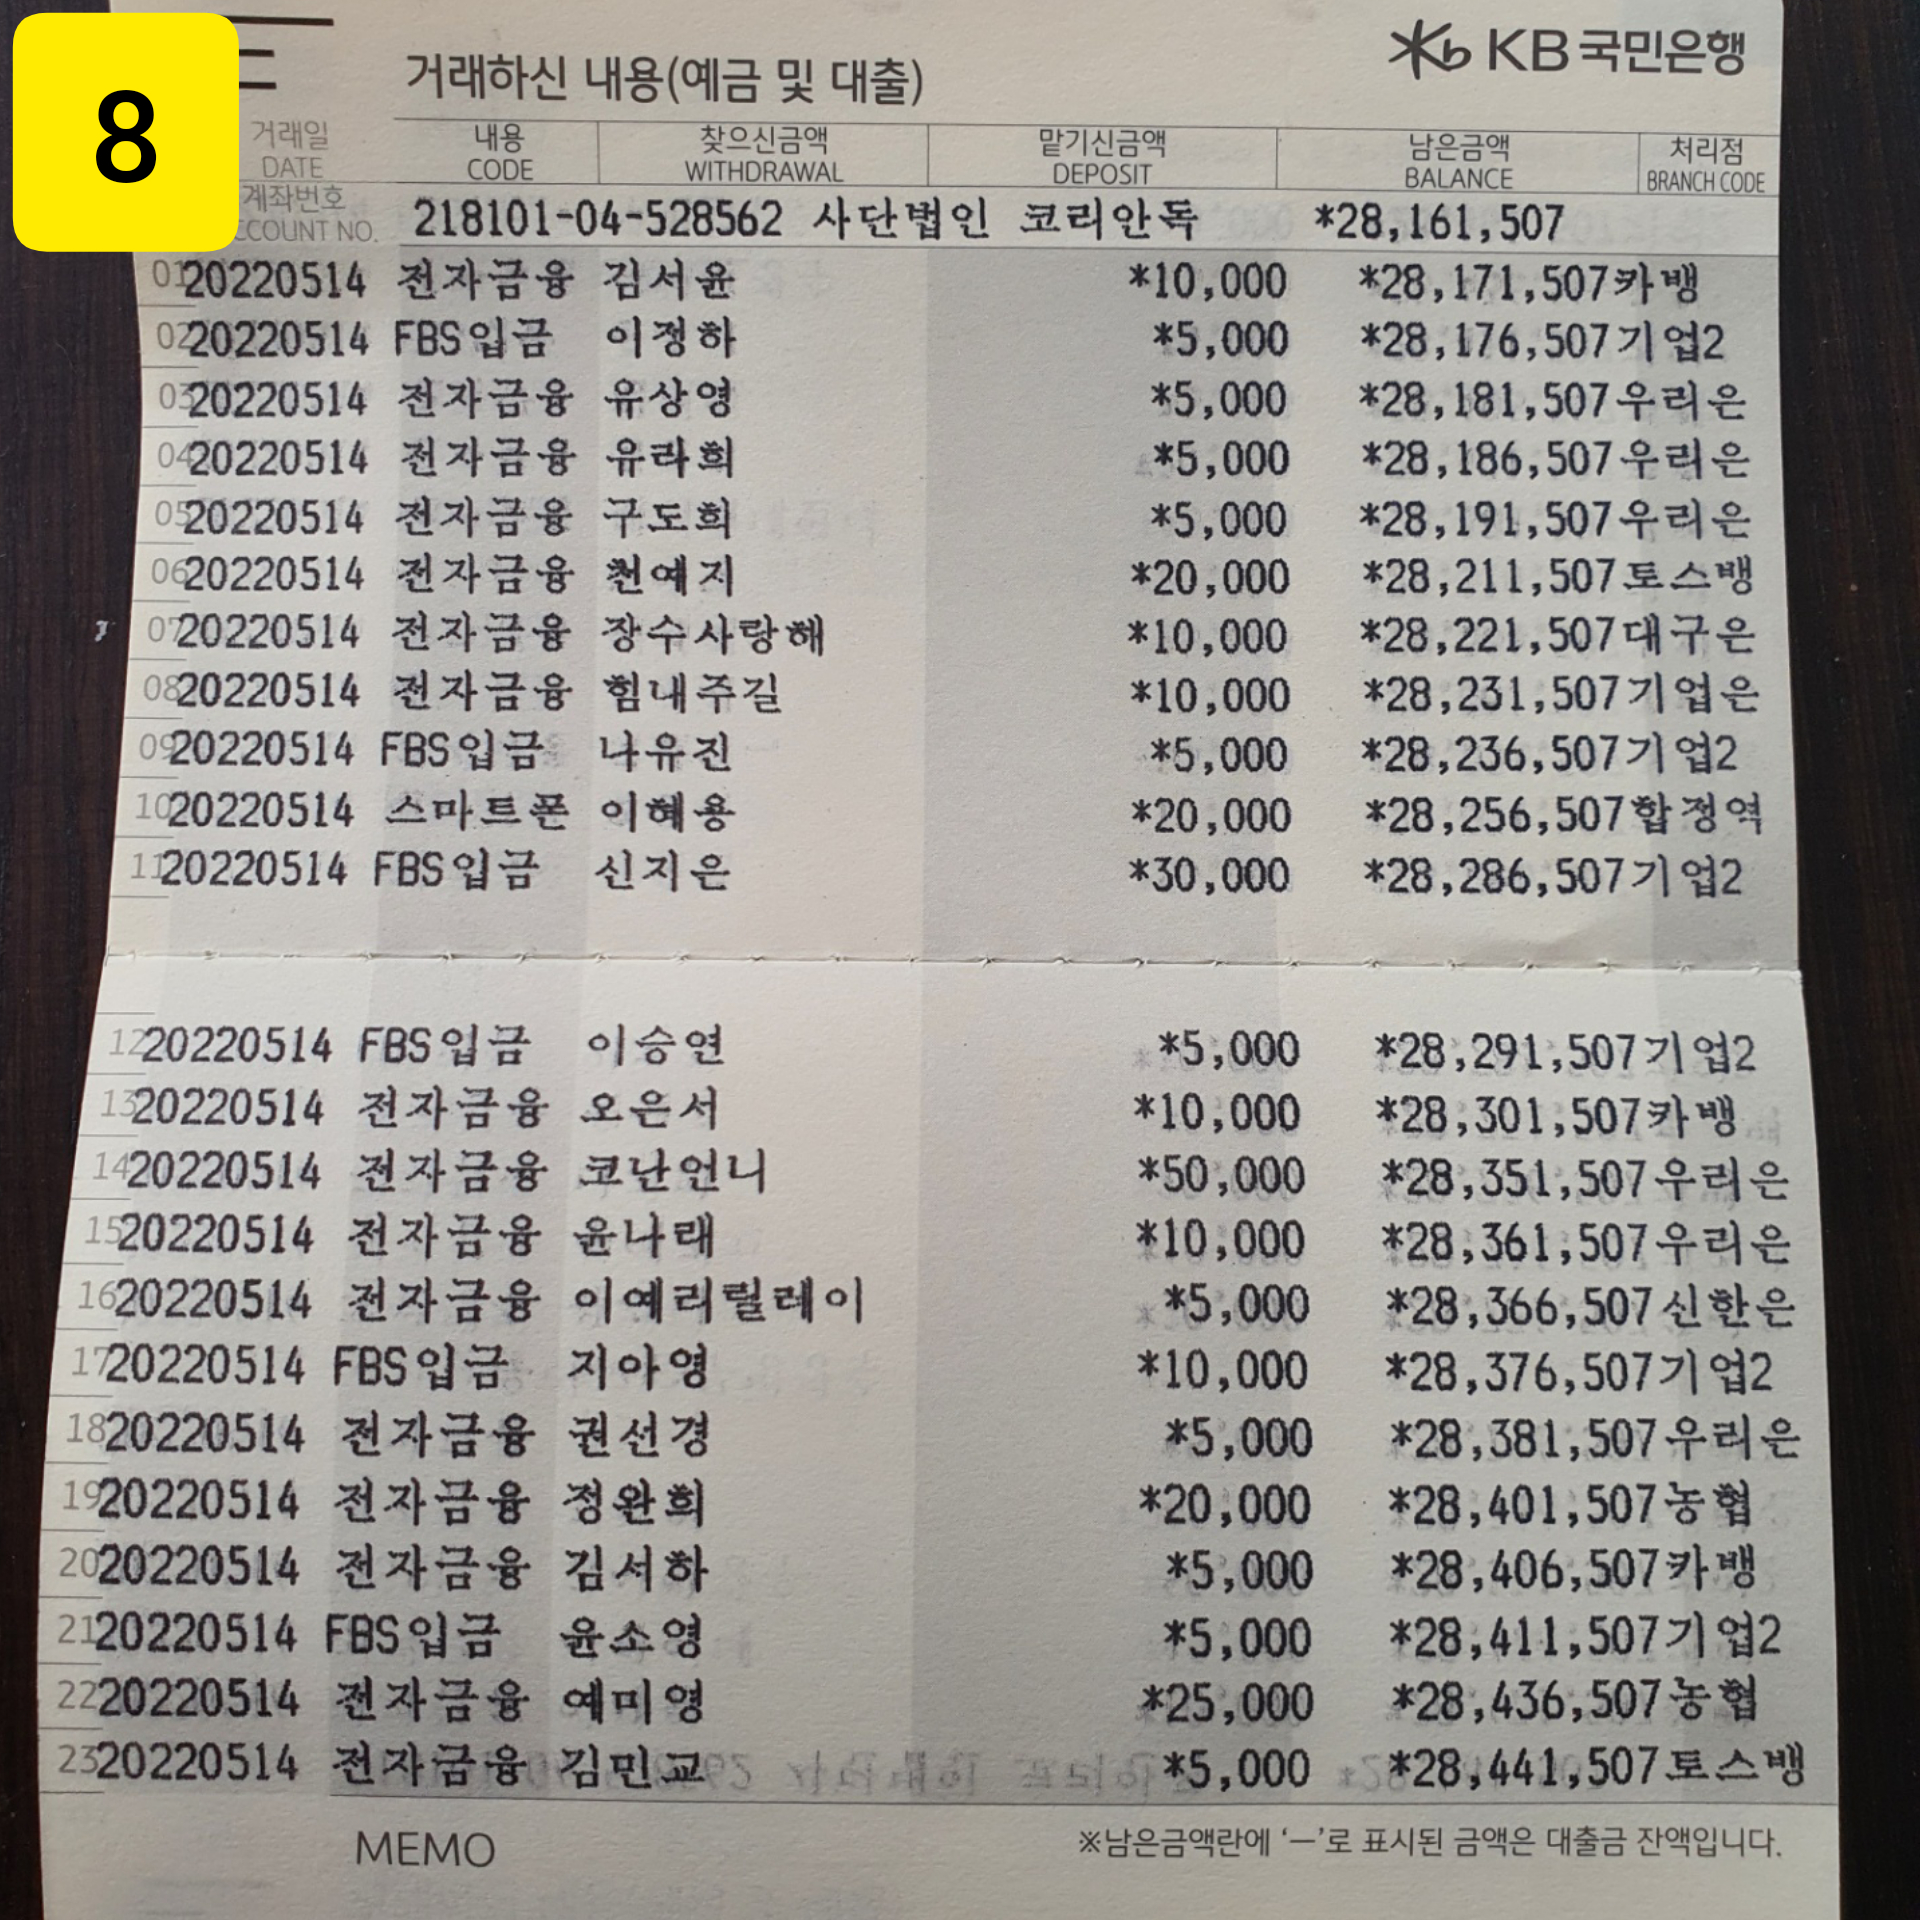 8
거래하신 내용(예금 및 대출)
KB 국민은행
거래일 내용 찾으신금액 맡기신금액 남은금액 처리점
DATE CODE WITHDRAWAL DEPOSIT BALANCE BRANCH CODE
계좌번호
CCOUNT NO. 218101-04-528562 사단법인 코리안독 *28,161,507
01 20220514 전자금융 김서윤 *10,000 *28,171,507카뱅
02 20220514 FBS입금 이정하 *5,000 *28,176,507기업2
03 20220514 전자금융 유상영 *5,000 *28,181,507우리은
04 20220514 전자금융 유라희 *5,000 *28,186,507우리은
05 20220514 전자금융 구도희 *5,000 *28,191,507우리은
06 20220514 전자금융 천예지 *20,000 *28,211,507토스뱅
07 20220514 전자금융 장수사랑해 *10,000 *28,221,507대구은
08 20220514 전자금융 힘내주길 *10,000 *28,231,507기업은
09 20220514 FBS입금 나유진 *5,000 *28,236,507기업2
10 20220514 스마트폰 이혜용 *20,000 *28,256,507합정역
11 20220514 FBS입금 신지은 *30,000 *28,286,507기업2
12 20220514 FBS입금 이승연 *5,000 *28,291,507기업2
13 20220514 전자금융 오은서 *10,000 *28,301,507카뱅
14 20220514 전자금융 코난언니 *50,000 *28,351,507우리은
15 20220514 전자금융 윤나래 *10,000 *28,361,507우리은
16 20220514 전자금융 이예리릴레이 *5,000 *28,366,507신한은
17 20220514 FBS입금 지아영 *10,000 *28,376,507기업2
18 20220514 전자금융 권선경 *5,000 *28,381,507우리은
19 20220514 전자금융 정완희 *20,000 *28,401,507농협
20 20220514 전자금융 김서하 *5,000 *28,406,507카뱅
21 20220514 FBS입금 윤소영 *5,000 *28,411,507기업2
22 20220514 전자금융 예미영 *25,000 *28,436,507농협
23 20220514 전자금융 김민교 *5,000 *28,441,507토스뱅
MEMO
※남은금액란에 ‘—’로 표시된 금액은 대출금 잔액입니다.